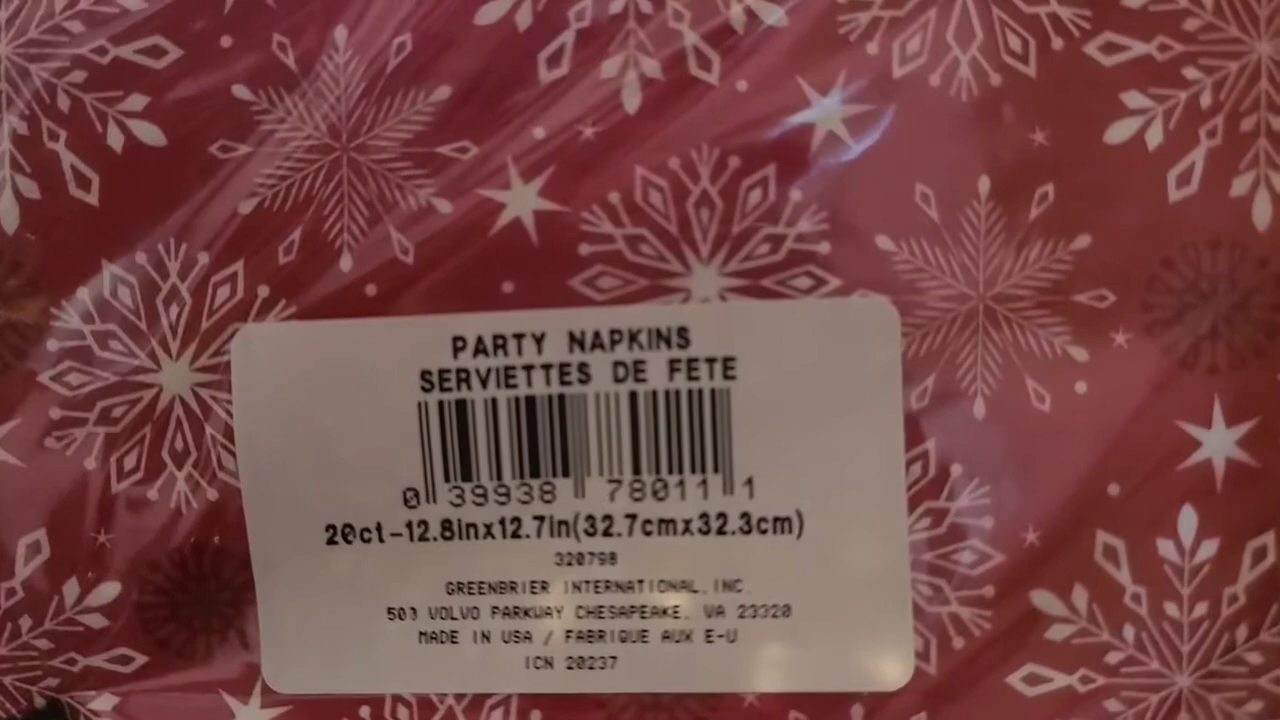 PARTY NAPKINS
SERVIETTES DE FETE
0 39938 78011 1
20ct-12.8inx12.7in(32.7cmx32.3cm)
320798
GREENBRIER INTERNATIONAL, INC.
503 VOLVO PARKWAY CHESAPEAKE, VA 23320
MADE IN USA / FABRIQUE AUX E-U
ICN 20237